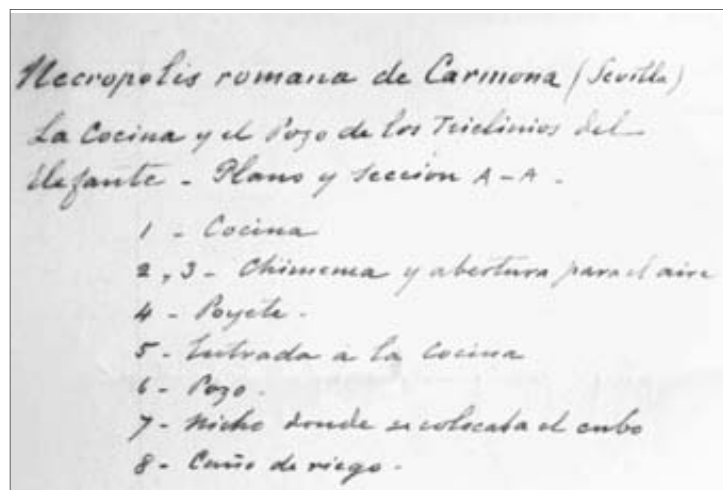 Necropolis romana de Carmona (Sevilla)
La Cocina y el Pozo de los Triclinios del
Elefante - Plano y Sección A-A.
1 - Cocina
2, 3 - Chimenea y abertura para el aire
4 - Poyete.
5 - Entrada a la Cocina
6 - Pozo.
7 - Nicho donde se colocaba el cubo
8 - Caño de riego.